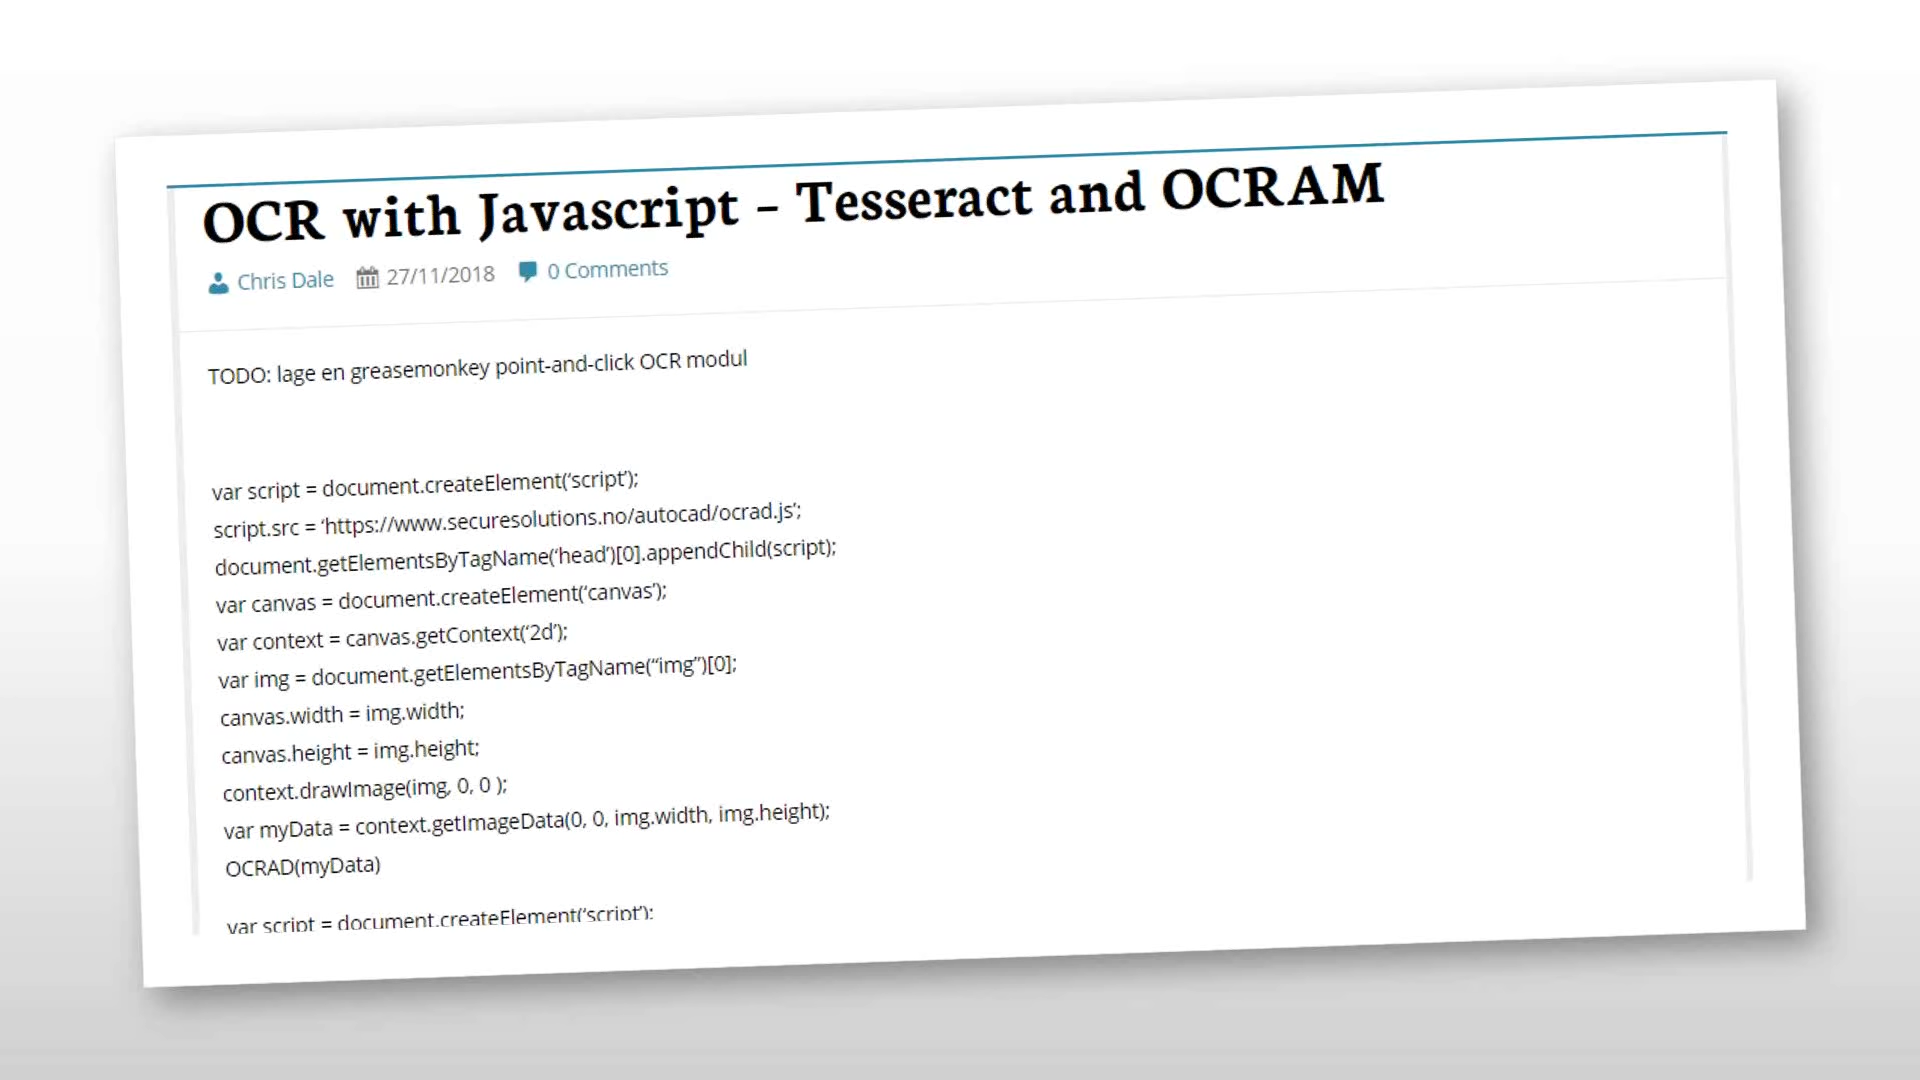 OCR with Javascript – Tesseract and OCRAM
Chris Dale 27/11/2018 0 Comments
TODO: lage en greasemonkey point-and-click OCR modul
var script = document.createElement(‘script’);
script.src = ‘https://www.securesolutions.no/autocad/ocrad.js’;
document.getElementsByTagName(‘head’)[0].appendChild(script);
var canvas = document.createElement(‘canvas’);
var context = canvas.getContext(‘2d’);
var img = document.getElementsByTagName(“img”)[0];
canvas.width = img.width;
canvas.height = img.height;
context.drawImage(img, 0, 0 );
var myData = context.getImageData(0, 0, img.width, img.height);
OCRAD(myData)
var script = document.createElement(‘script’);